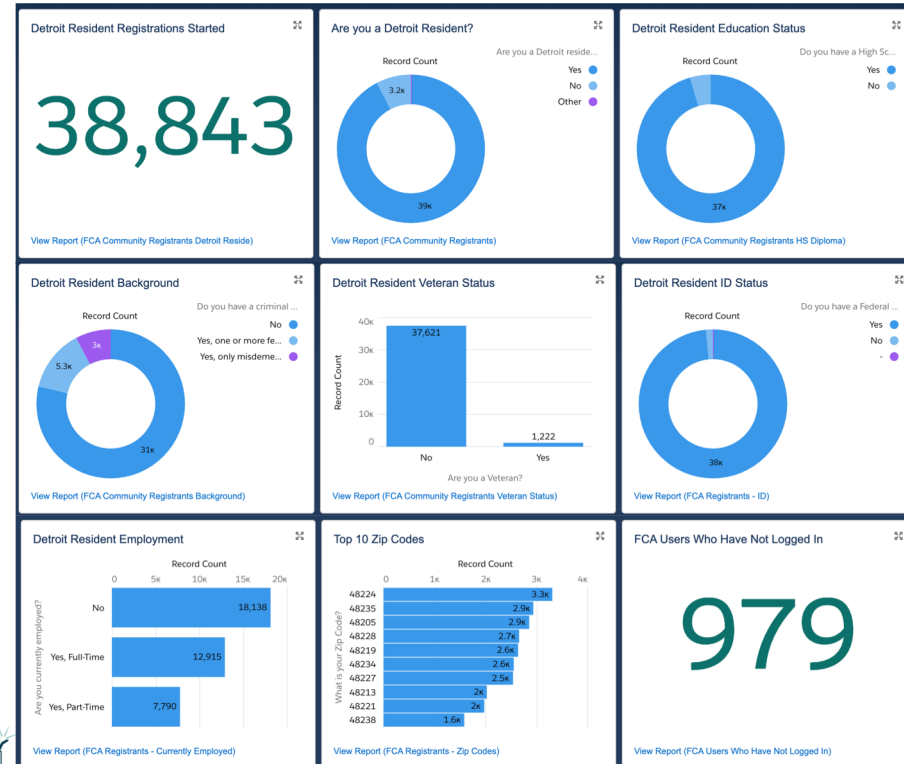 Detroit Resident Registrations Started
38,843
View Report (FCA Community Registrants Detroit Reside)
Are you a Detroit Resident?
Are you a Detroit reside...
Record Count
Yes
No
Other
3.2K
39K
View Report (FCA Community Registrants)
Detroit Resident Education Status
Do you have a High Sc...
Record Count
Yes
No
37K
View Report (FCA Community Registrants HS Diploma)
Detroit Resident Background
Do you have a criminal ...
Record Count
No
Yes, one or more fe...
Yes, only misdeme...
3K
5.3K
31K
View Report (FCA Community Registrants Background)
Detroit Resident Veteran Status
40K
30K
20K
10K
0
Record Count
37,621
1,222
No
Yes
Are you a Veteran?
View Report (FCA Community Registrants Veteran Status)
Detroit Resident ID Status
Do you have a Federal ...
Record Count
Yes
No
-
38K
View Report (FCA Registrants - ID)
Detroit Resident Employment
Record Count
0 5K 10K 15K 20K
Are you currently employed?
No 18,138
Yes, Full-Time 12,915
Yes, Part-Time 7,790
View Report (FCA Registrants - Currently Employed)
Top 10 Zip Codes
Record Count
0 1K 2K 3K 4K
What is your Zip Code?
48224 3.3K
48235 2.9K
48205 2.9K
48228 2.7K
48219 2.6K
48234 2.6K
48227 2.5K
48213 2K
48221 2K
48238 1.6K
View Report (FCA Registrants - Zip Codes)
FCA Users Who Have Not Logged In
979
View Report (FCA Users Who Have Not Logged In)